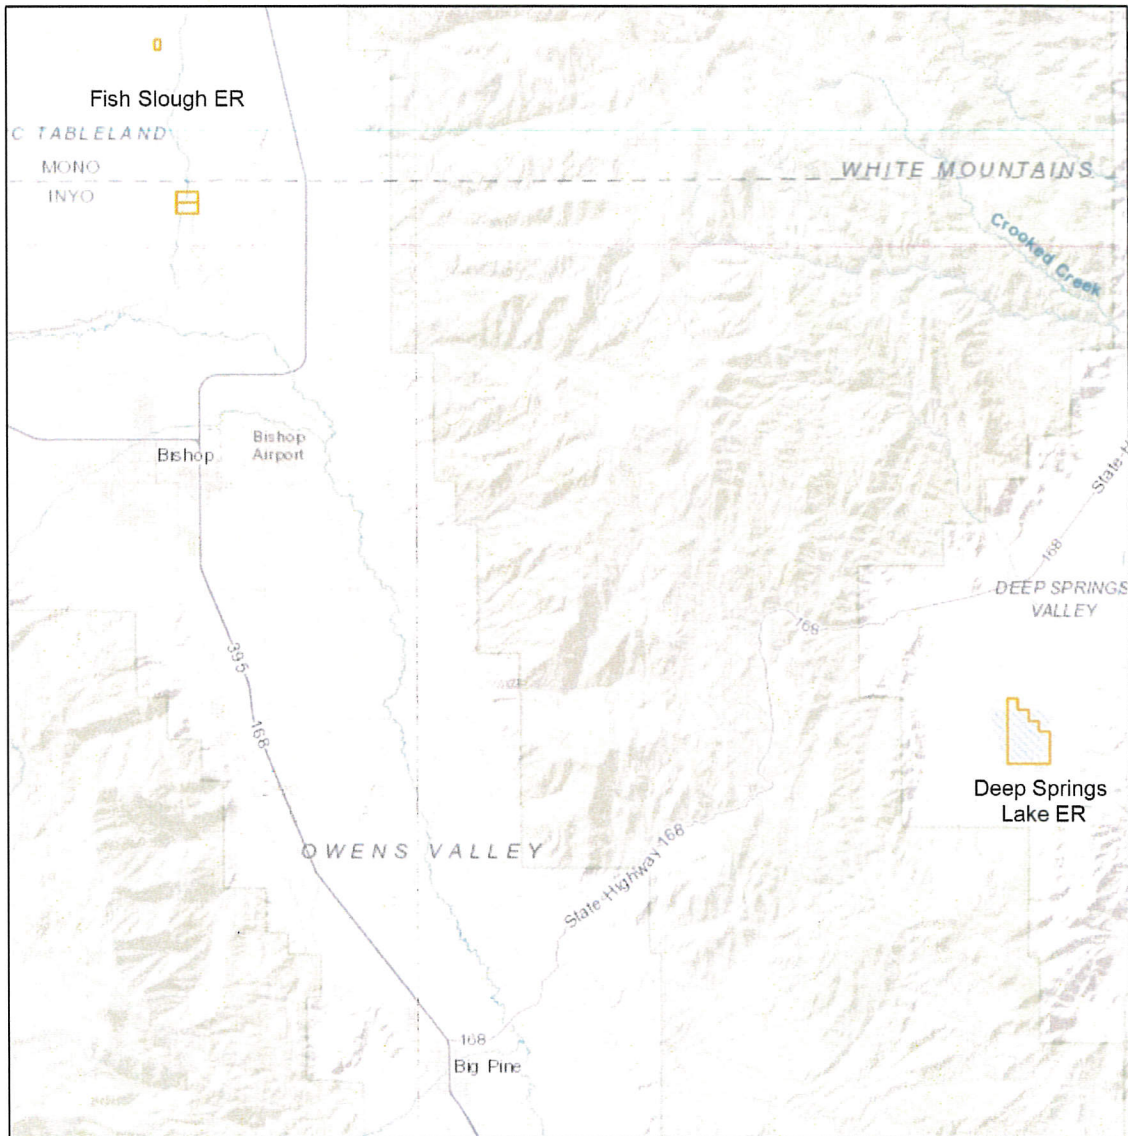 Fish Slough ER
C TABLELAND
MONO
WHITE MOUNTAINS
INYO
Crooked Creek
Bishop
Airport
Bishop
State-H
168
DEEP SPRINGS
VALLEY
168
395
168
Deep Springs
Lake ER
OWENS VALLEY
State-Highway 168
168
Big Pine